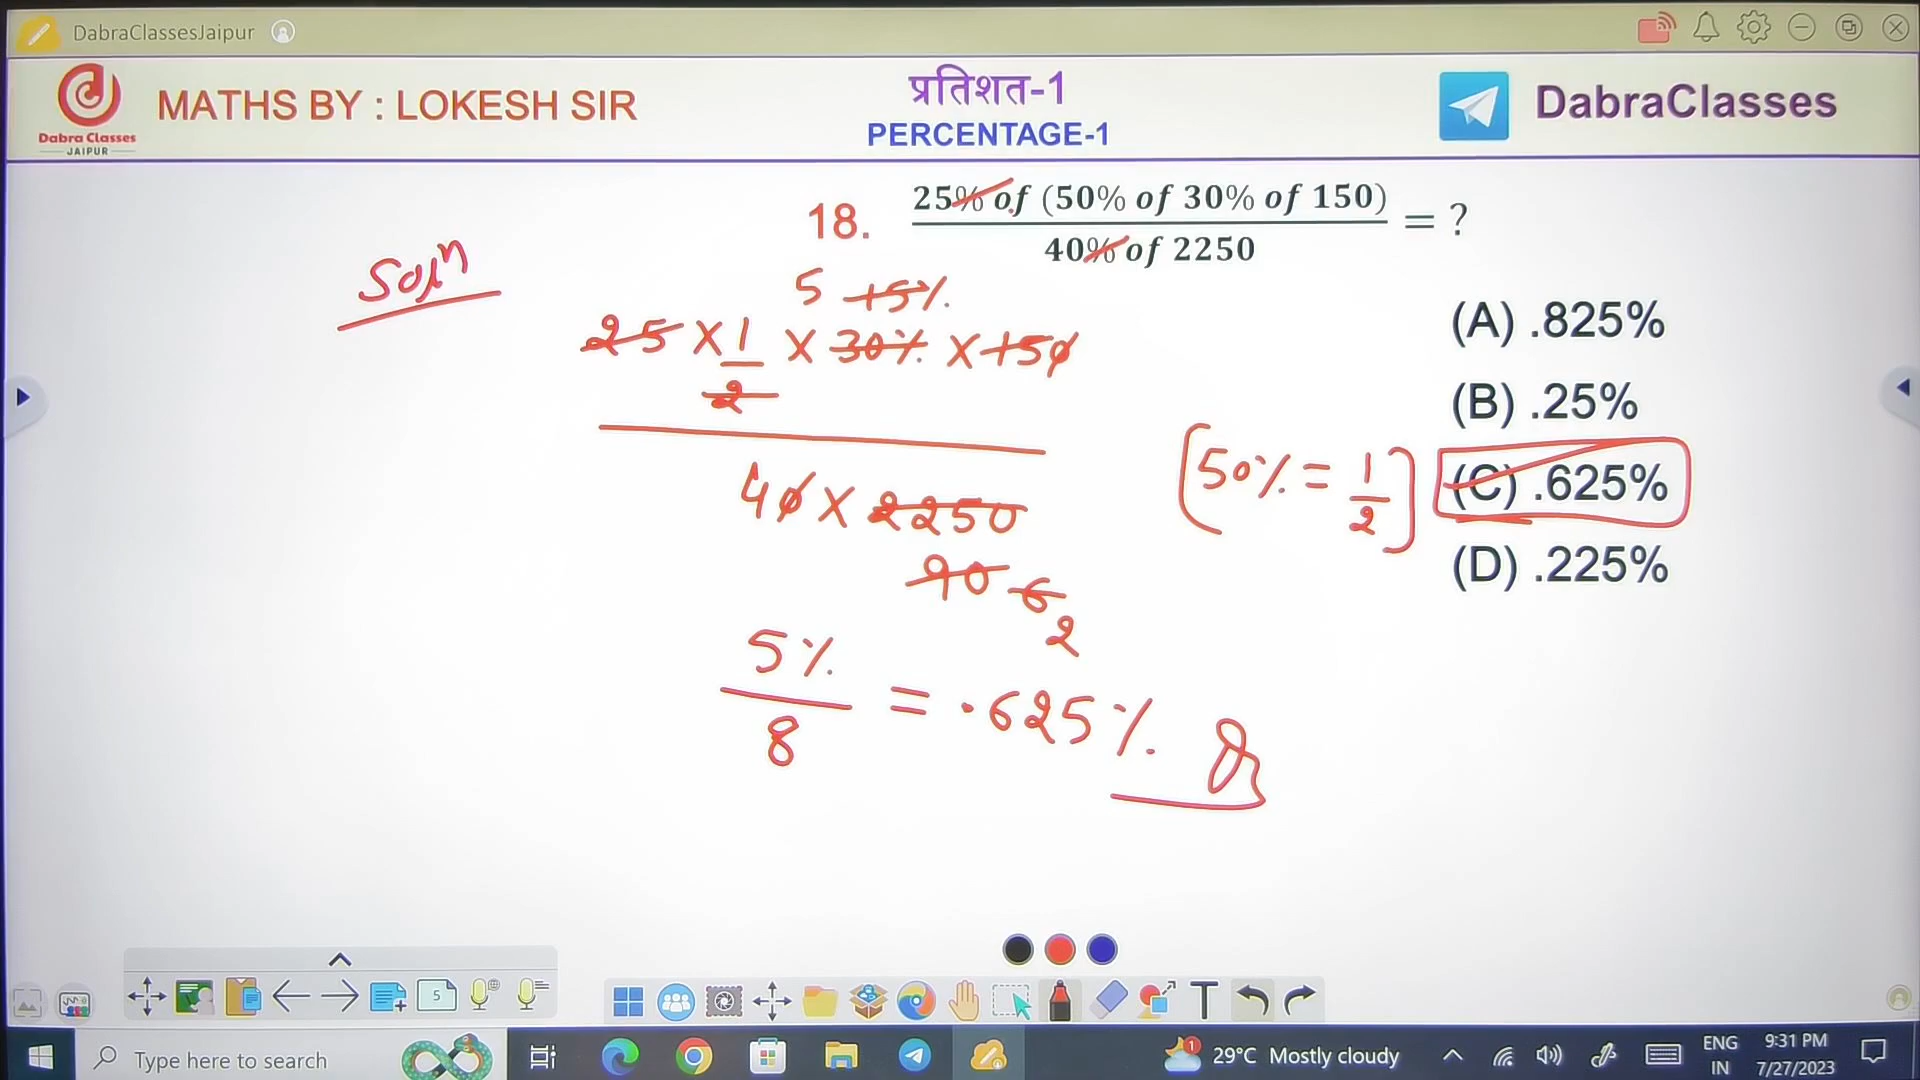 DabraClassesJaipur
Dabra Classes
JAIPUR
MATHS BY : LOKESH SIR
प्रतिशत-1
PERCENTAGE-1
DabraClasses
18. 25% of (50% of 30% of 150) / 40% of 2250 = ?
Solⁿ
5 15%
25 × 1/2 × 30% × 150
40 × 2250
90 6
2
5% / 8 = .625%
[50% = 1/2]
(A) .825%
(B) .25%
(C) .625%
(D) .225%
5
T
Type here to search
1
29°C Mostly cloudy
ENG
IN
9:31 PM
7/27/2023